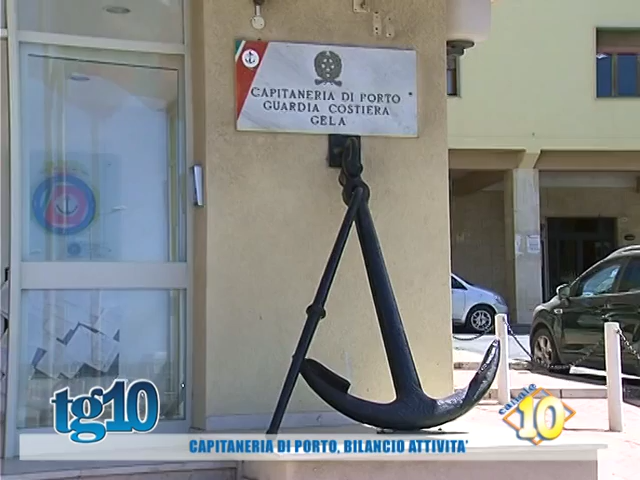 CAPITANERIA DI PORTO
GUARDIA COSTIERA
GELA
tg10
canale
10
CAPITANERIA DI PORTO, BILANCIO ATTIVITA'